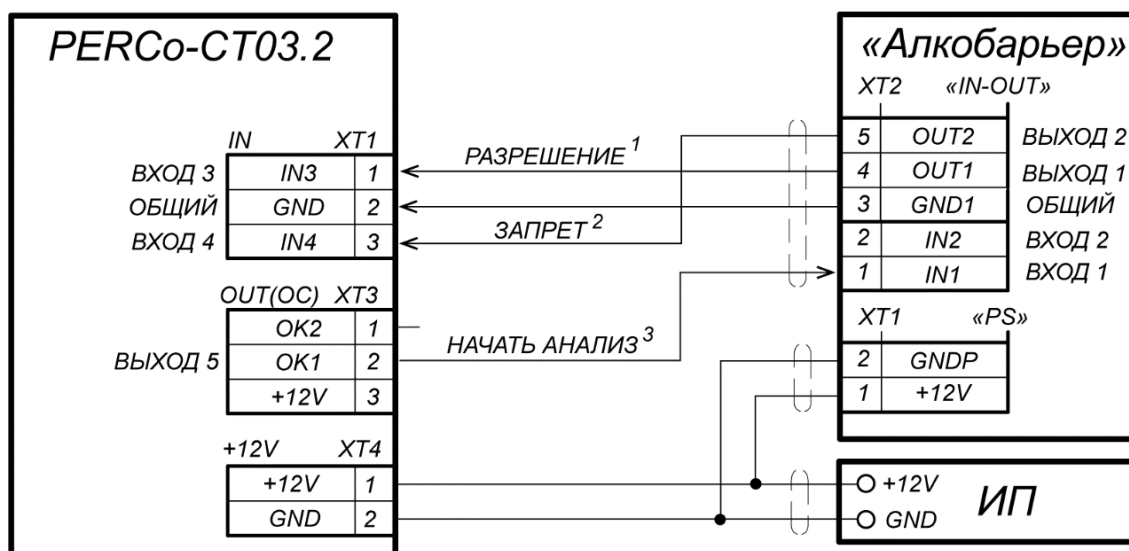 PERCo-CT03.2
IN XT1
ВХОД 3 IN3 1
ОБЩИЙ GND 2
ВХОД 4 IN4 3
OUT(OC) XT3
OK2 1
ВЫХОД 5 OK1 2
+12V 3
+12V XT4
+12V 1
GND 2
РАЗРЕШЕНИЕ 1
ЗАПРЕТ 2
НАЧАТЬ АНАЛИЗ 3
«Алкобарьер»
XT2 «IN-OUT»
5 OUT2 ВЫХОД 2
4 OUT1 ВЫХОД 1
3 GND1 ОБЩИЙ
2 IN2 ВХОД 2
1 IN1 ВХОД 1
XT1 «PS»
2 GNDP
1 +12V
+12V
GND
ИП